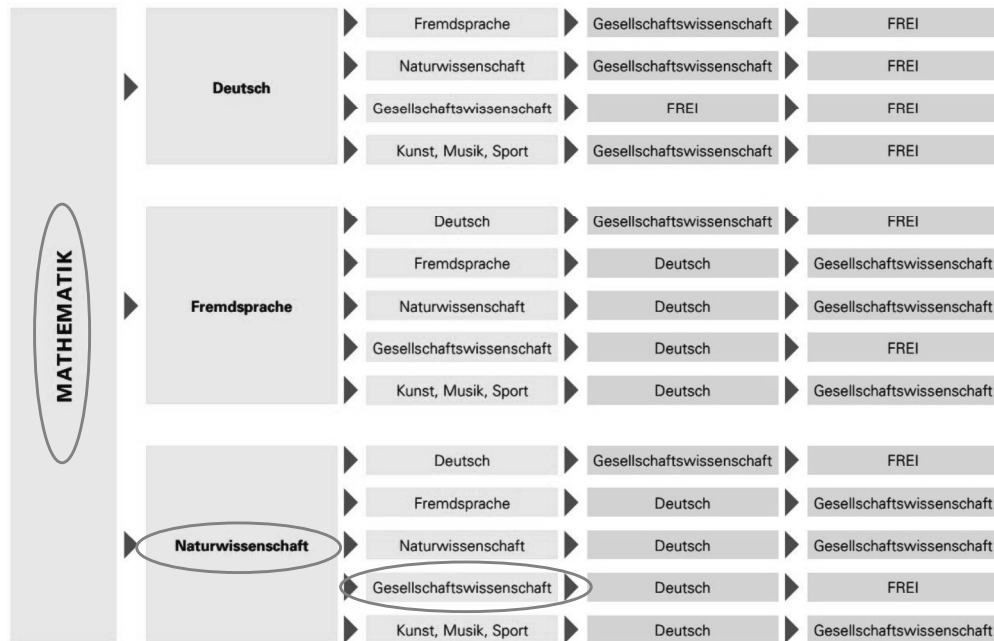 MATHEMATIK
Deutsch
Fremdsprache Gesellschaftswissenschaft FREI
Naturwissenschaft Gesellschaftswissenschaft FREI
Gesellschaftswissenschaft FREI FREI
Kunst, Musik, Sport Gesellschaftswissenschaft FREI
Fremdsprache
Deutsch Gesellschaftswissenschaft FREI
Fremdsprache Deutsch Gesellschaftswissenschaft
Naturwissenschaft Deutsch Gesellschaftswissenschaft
Gesellschaftswissenschaft Deutsch FREI
Kunst, Musik, Sport Deutsch Gesellschaftswissenschaft
Naturwissenschaft
Deutsch Gesellschaftswissenschaft FREI
Fremdsprache Deutsch Gesellschaftswissenschaft
Naturwissenschaft Deutsch Gesellschaftswissenschaft
Gesellschaftswissenschaft Deutsch FREI
Kunst, Musik, Sport Deutsch Gesellschaftswissenschaft